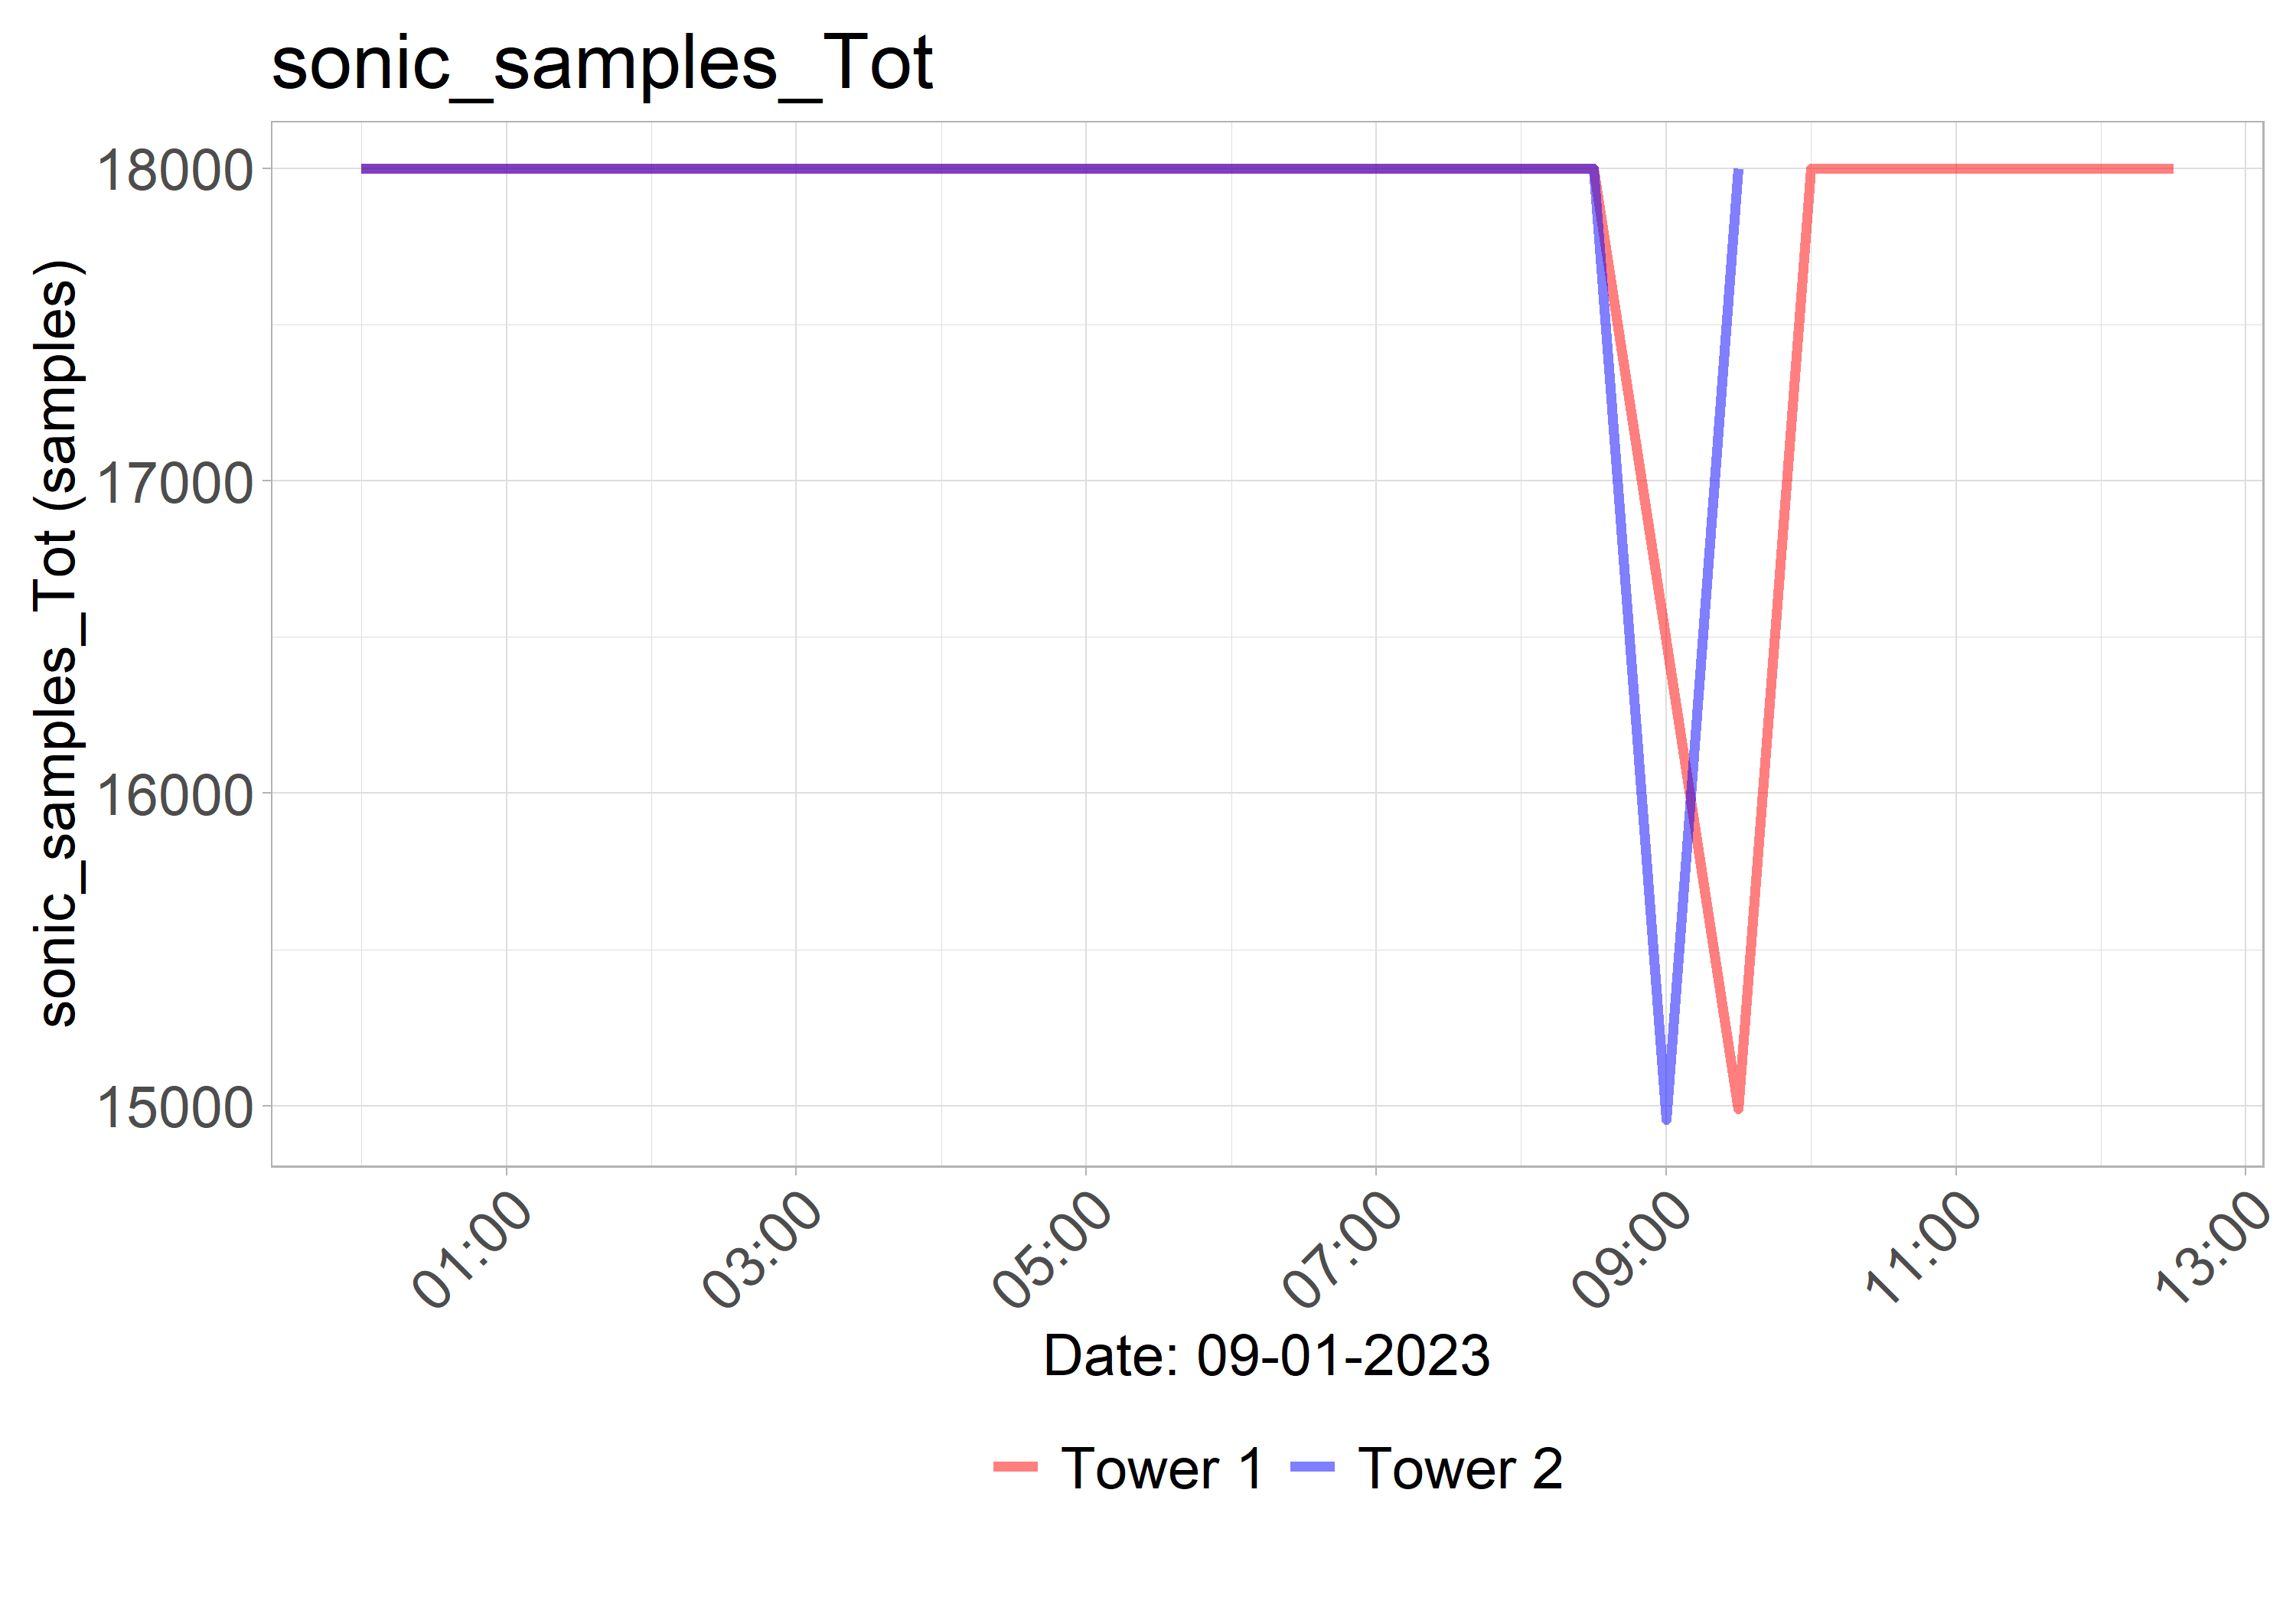 sonic_samples_Tot
sonic_samples_Tot (samples)
18000
17000
16000
15000
01:00
03:00
05:00
07:00
09:00
11:00
13:00
Date: 09-01-2023
Tower 1
Tower 2